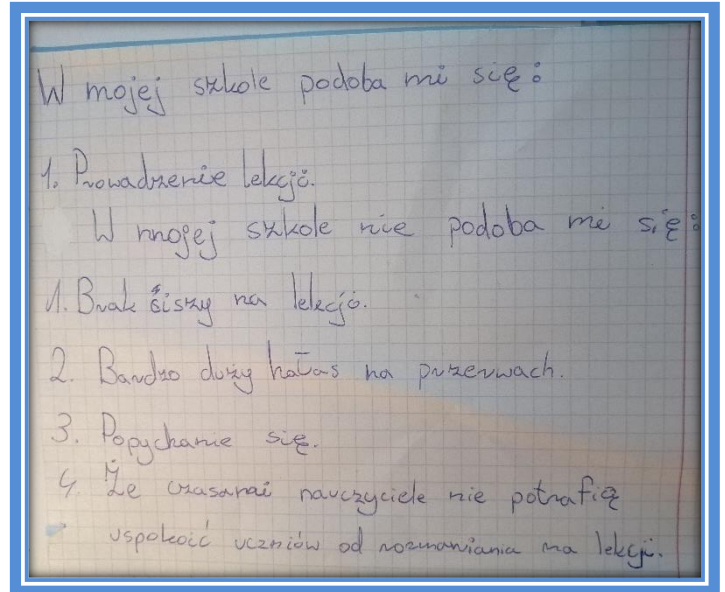 W mojej szkole podoba mi się:
1. Prowadzenie lekcji.
W mojej szkole nie podoba mi się:
1. Brak ciszy na lekcji.
2. Bardzo duży hałas na przerwach.
3. Popychanie się.
4. Że czasami nauczyciele nie potrafią
uspokoić uczniów od rozmawiania na lekcji.